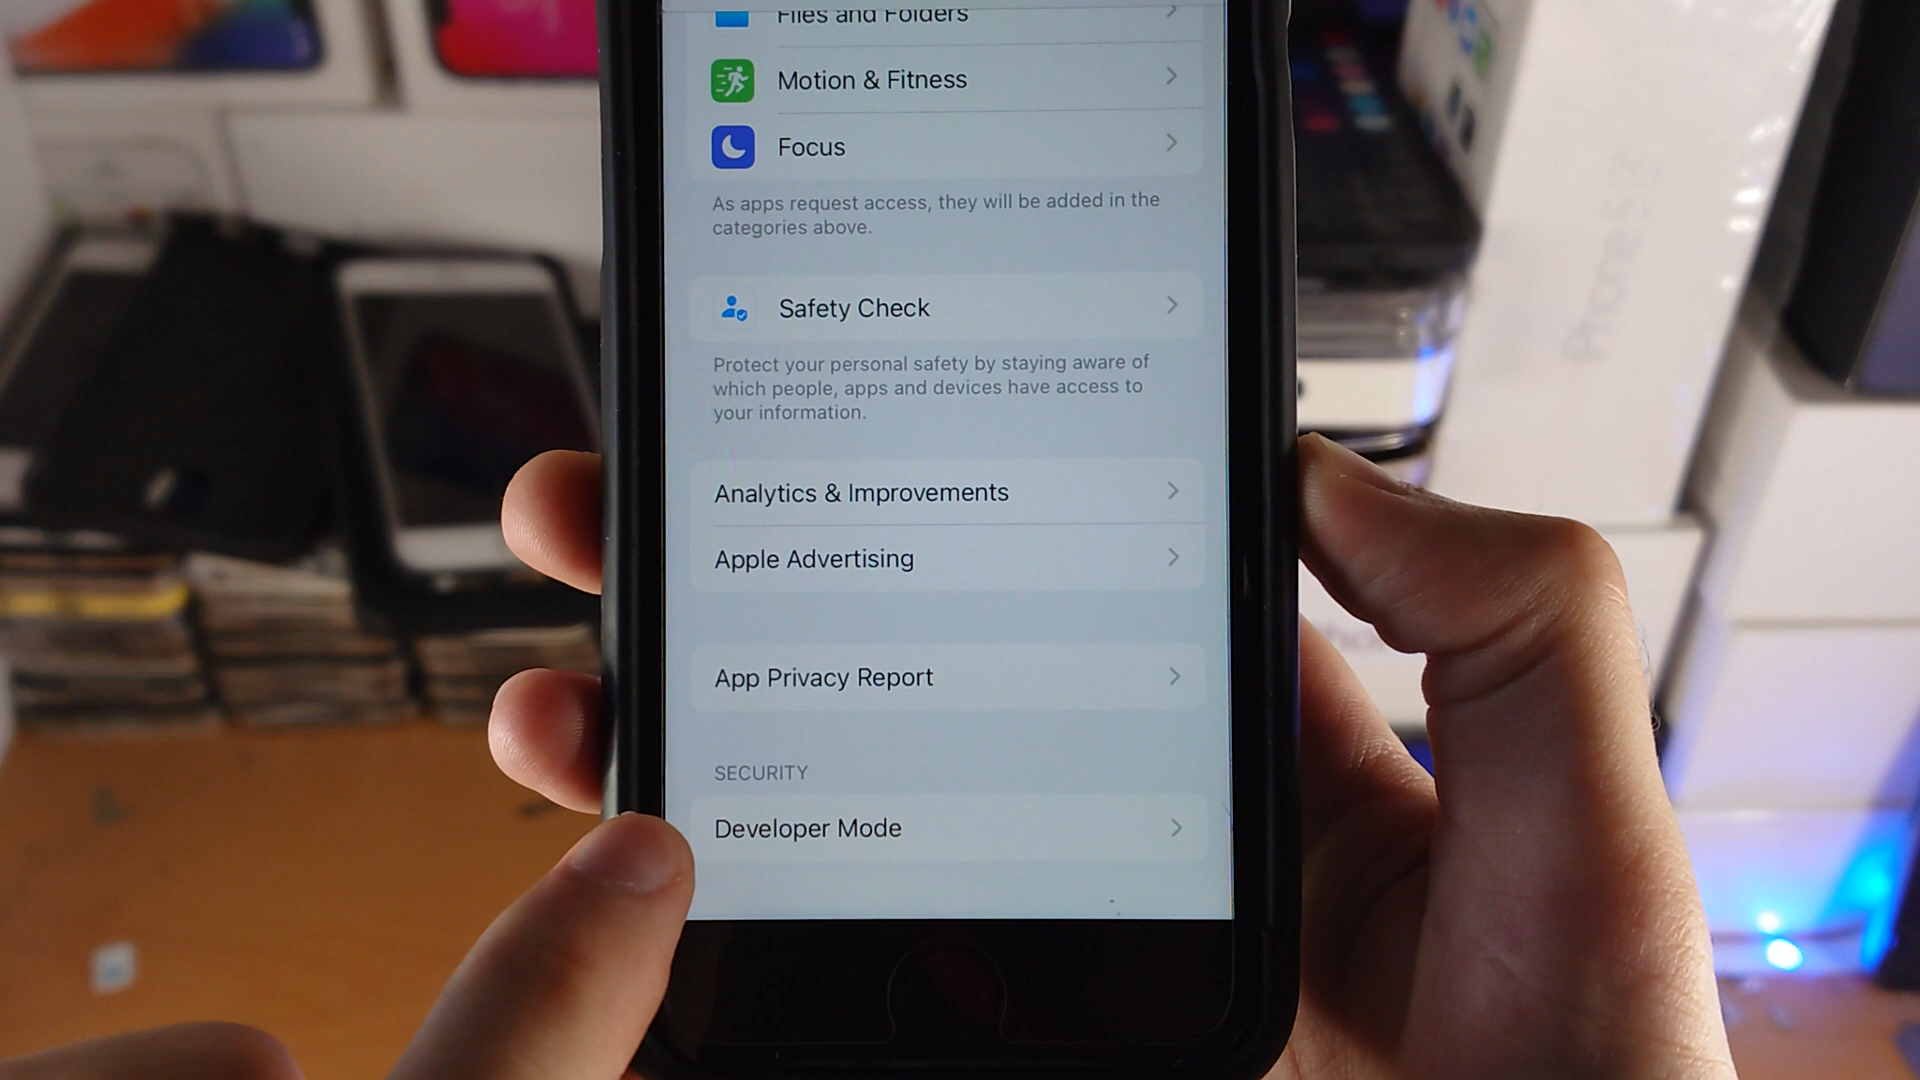 Files and Folders
Motion & Fitness
Focus
As apps request access, they will be added in the
categories above.
Safety Check
Protect your personal safety by staying aware of
which people, apps and devices have access to
your information.
Analytics & Improvements
Apple Advertising
App Privacy Report
SECURITY
Developer Mode